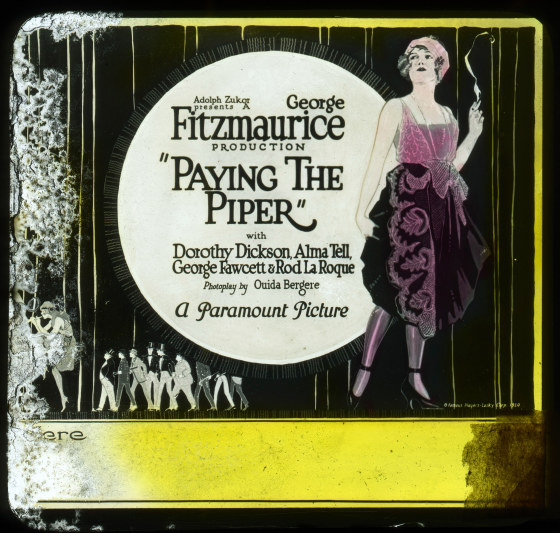 Adolph Zukor
presents A
George
Fitzmaurice
PRODUCTION
"PAYING THE
PIPER"
with
Dorothy Dickson, Alma Tell,
George Fawcett & Rod La Roque
Photoplay by Ouida Bergere
A Paramount Picture
ere